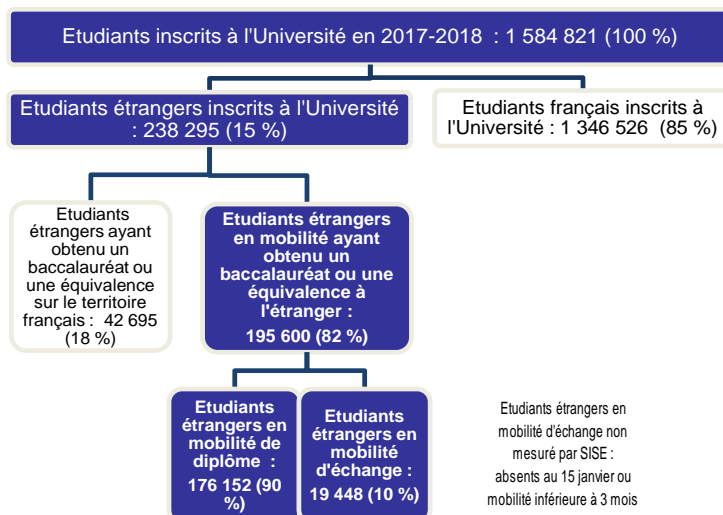 Etudiants inscrits à l'Université en 2017-2018 : 1 584 821 (100 %)
Etudiants étrangers inscrits à l'Université
: 238 295 (15 %)
Etudiants français inscrits à
l'Université : 1 346 526 (85 %)
Etudiants
étrangers ayant
obtenu un
baccalauréat ou
une équivalence
sur le territoire
français : 42 695
(18 %)
Etudiants étrangers
en mobilité ayant
obtenu un
baccalauréat ou une
équivalence à
l'étranger :
195 600 (82 %)
Etudiants
étrangers en
mobilité de
diplôme :
176 152 (90
%)
Etudiants
étrangers en
mobilité
d'échange :
19 448 (10 %)
Etudiants étrangers en
mobilité d'échange non
mesuré par SISE :
absents au 15 janvier ou
mobilité inférieure à 3 mois